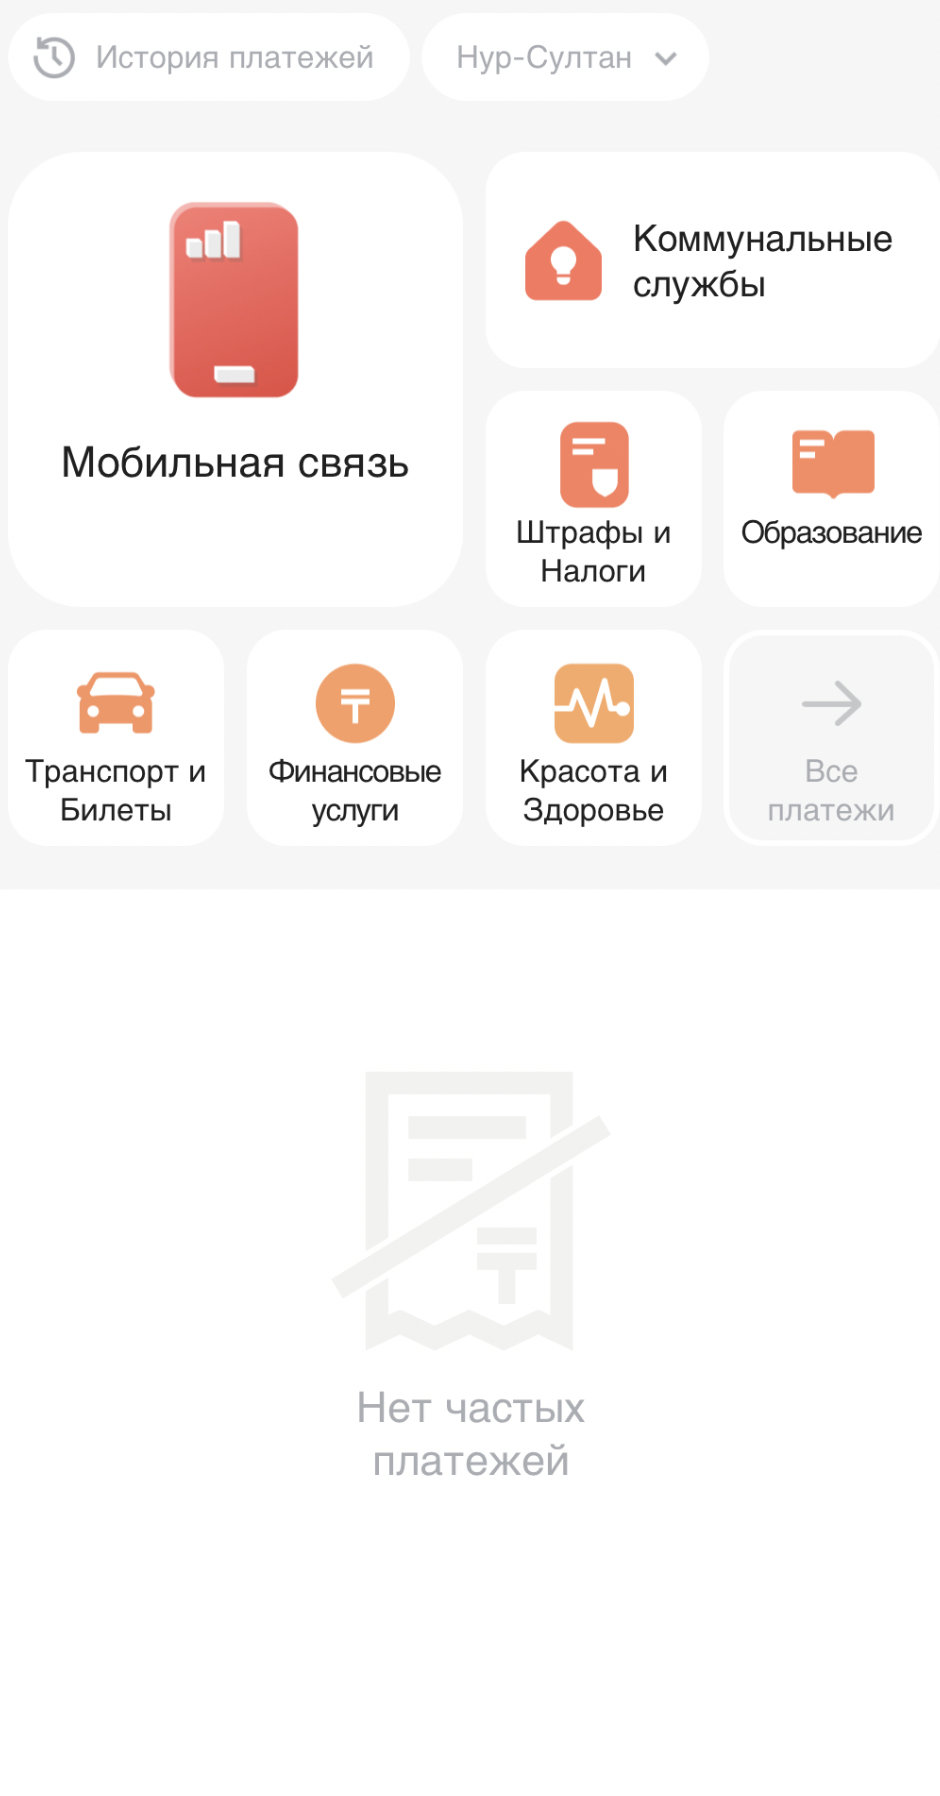 История платежей
Нур-Султан
Мобильная связь
Коммунальные
службы
Штрафы и
Налоги
Образование
Транспорт и
Билеты
Финансовые
услуги
Красота и
Здоровье
Все
платежи
Нет частых
платежей